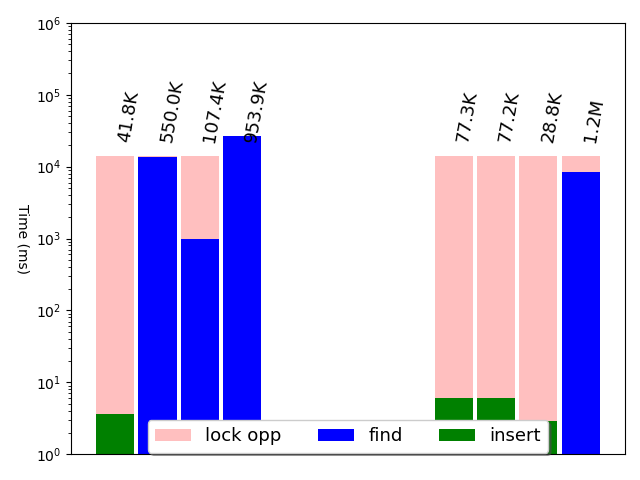 10^6
10^5
10^4
10^3
10^2
10^1
10^0
Time (ms)
41.8K
550.0K
107.4K
953.9K
77.3K
77.2K
28.8K
1.2M
lock opp find insert